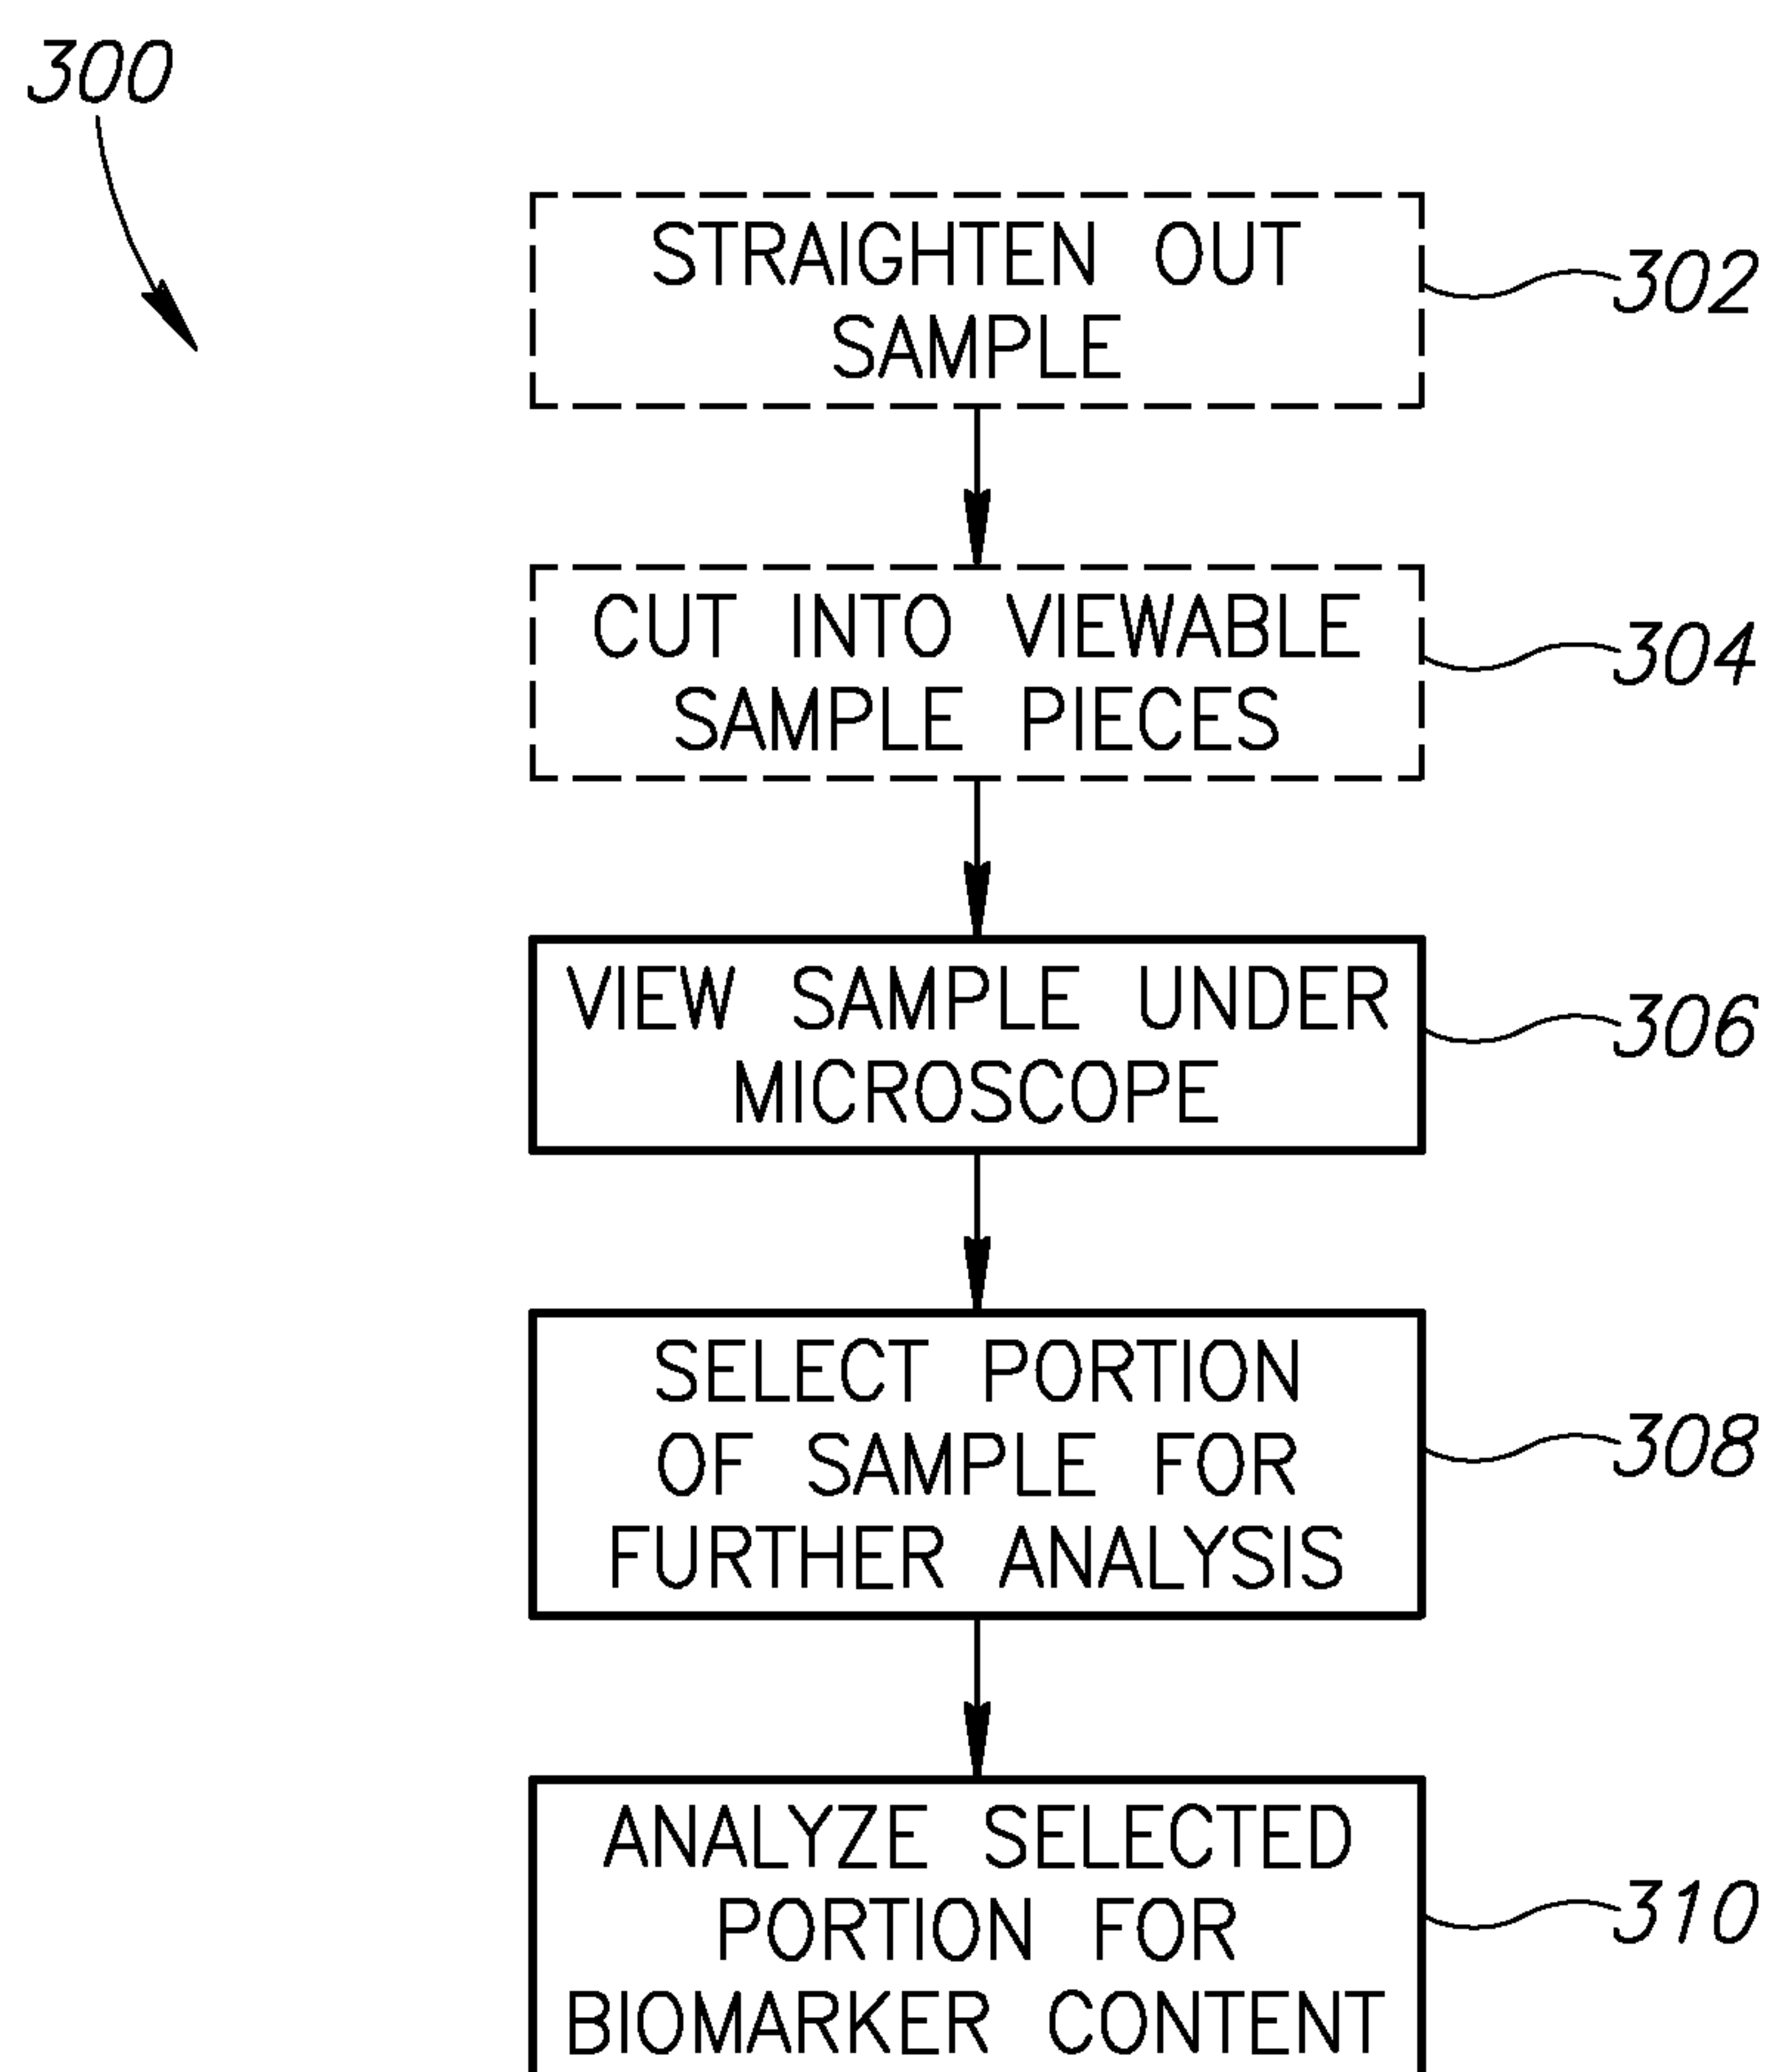 300
STRAIGHTEN OUT
SAMPLE
302
CUT INTO VIEWABLE
SAMPLE PIECES
304
VIEW SAMPLE UNDER
MICROSCOPE
306
SELECT PORTION
OF SAMPLE FOR
FURTHER ANALYSIS
308
ANALYZE SELECTED
PORTION FOR
BIOMARKER CONTENT
310